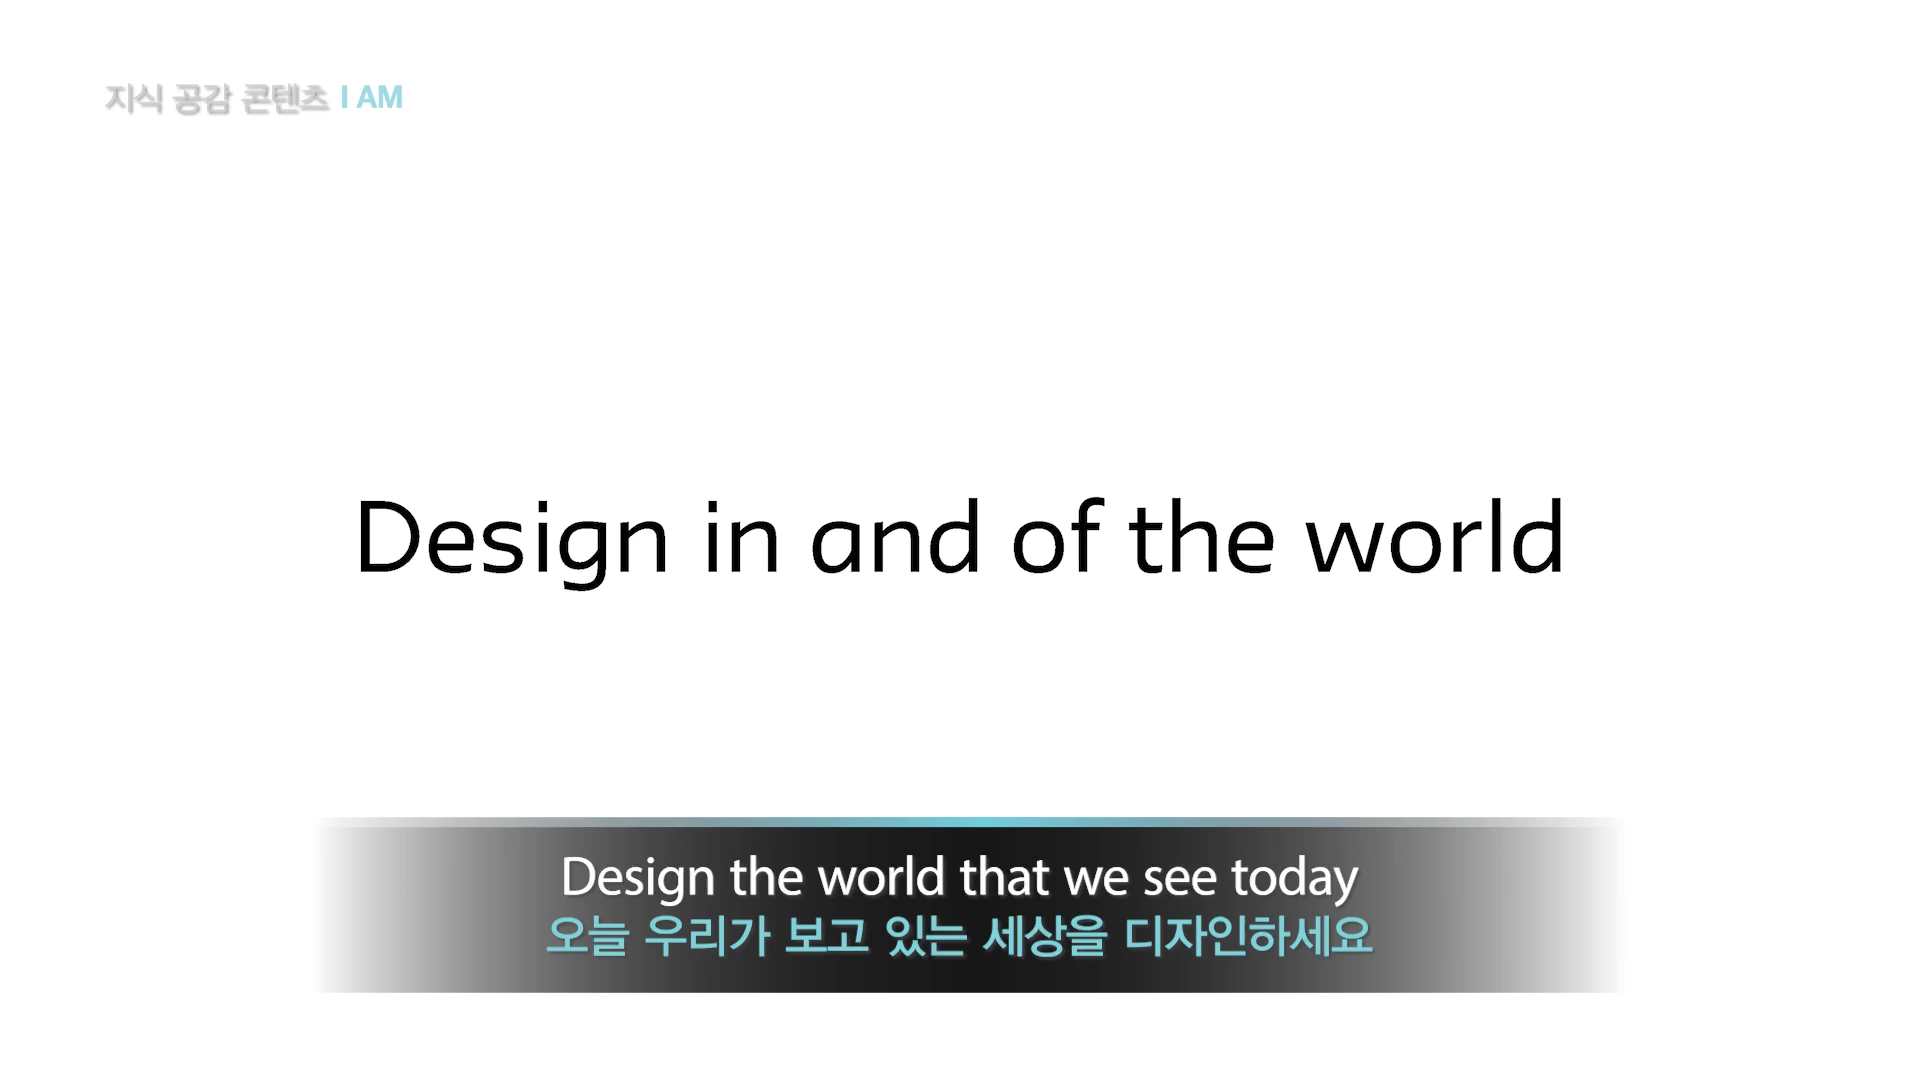 지식 공감 콘텐츠 I AM
Design in and of the world
Design the world that we see today
오늘 우리가 보고 있는 세상을 디자인하세요